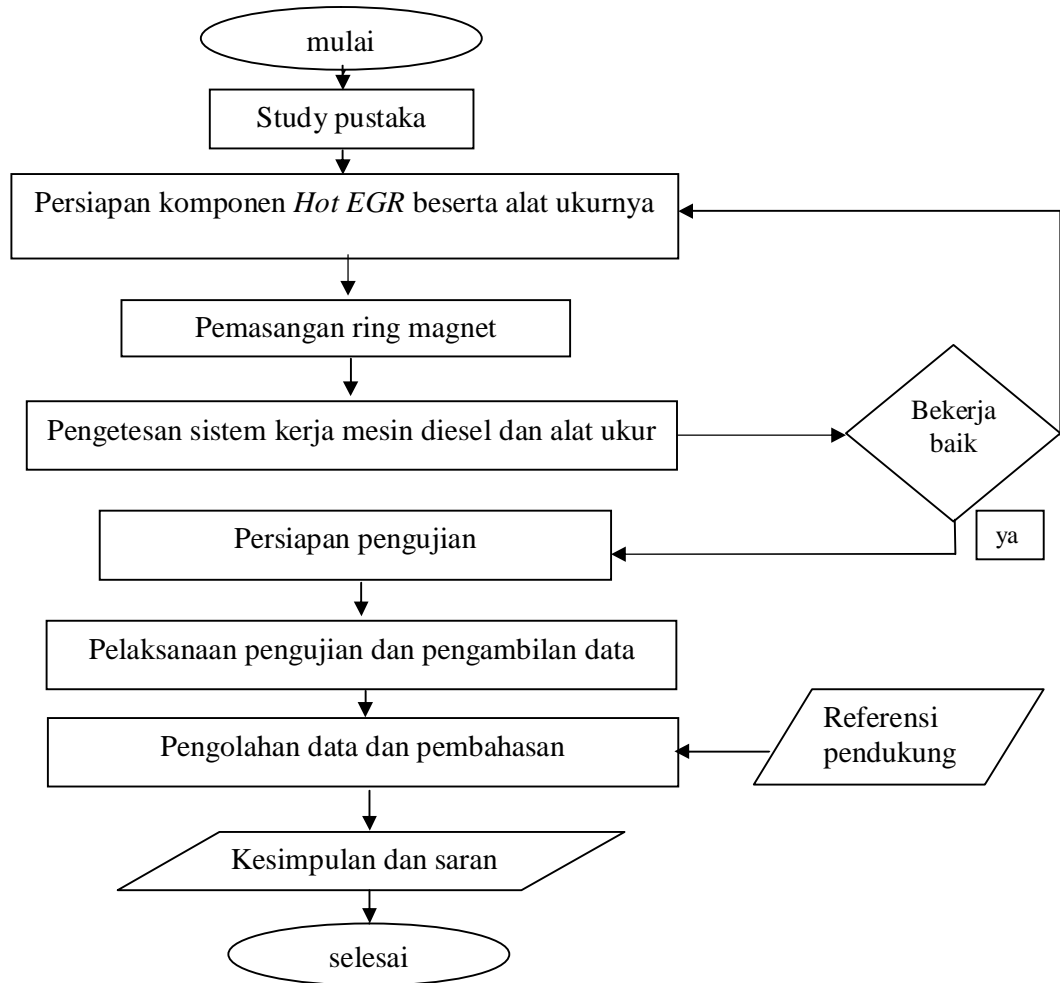 mulai
Study pustaka
Persiapan komponen Hot EGR beserta alat ukurnya
Pemasangan ring magnet
Pengetesan sistem kerja mesin diesel dan alat ukur
Bekerja
baik
ya
Persiapan pengujian
Pelaksanaan pengujian dan pengambilan data
Pengolahan data dan pembahasan
Referensi
pendukung
Kesimpulan dan saran
selesai